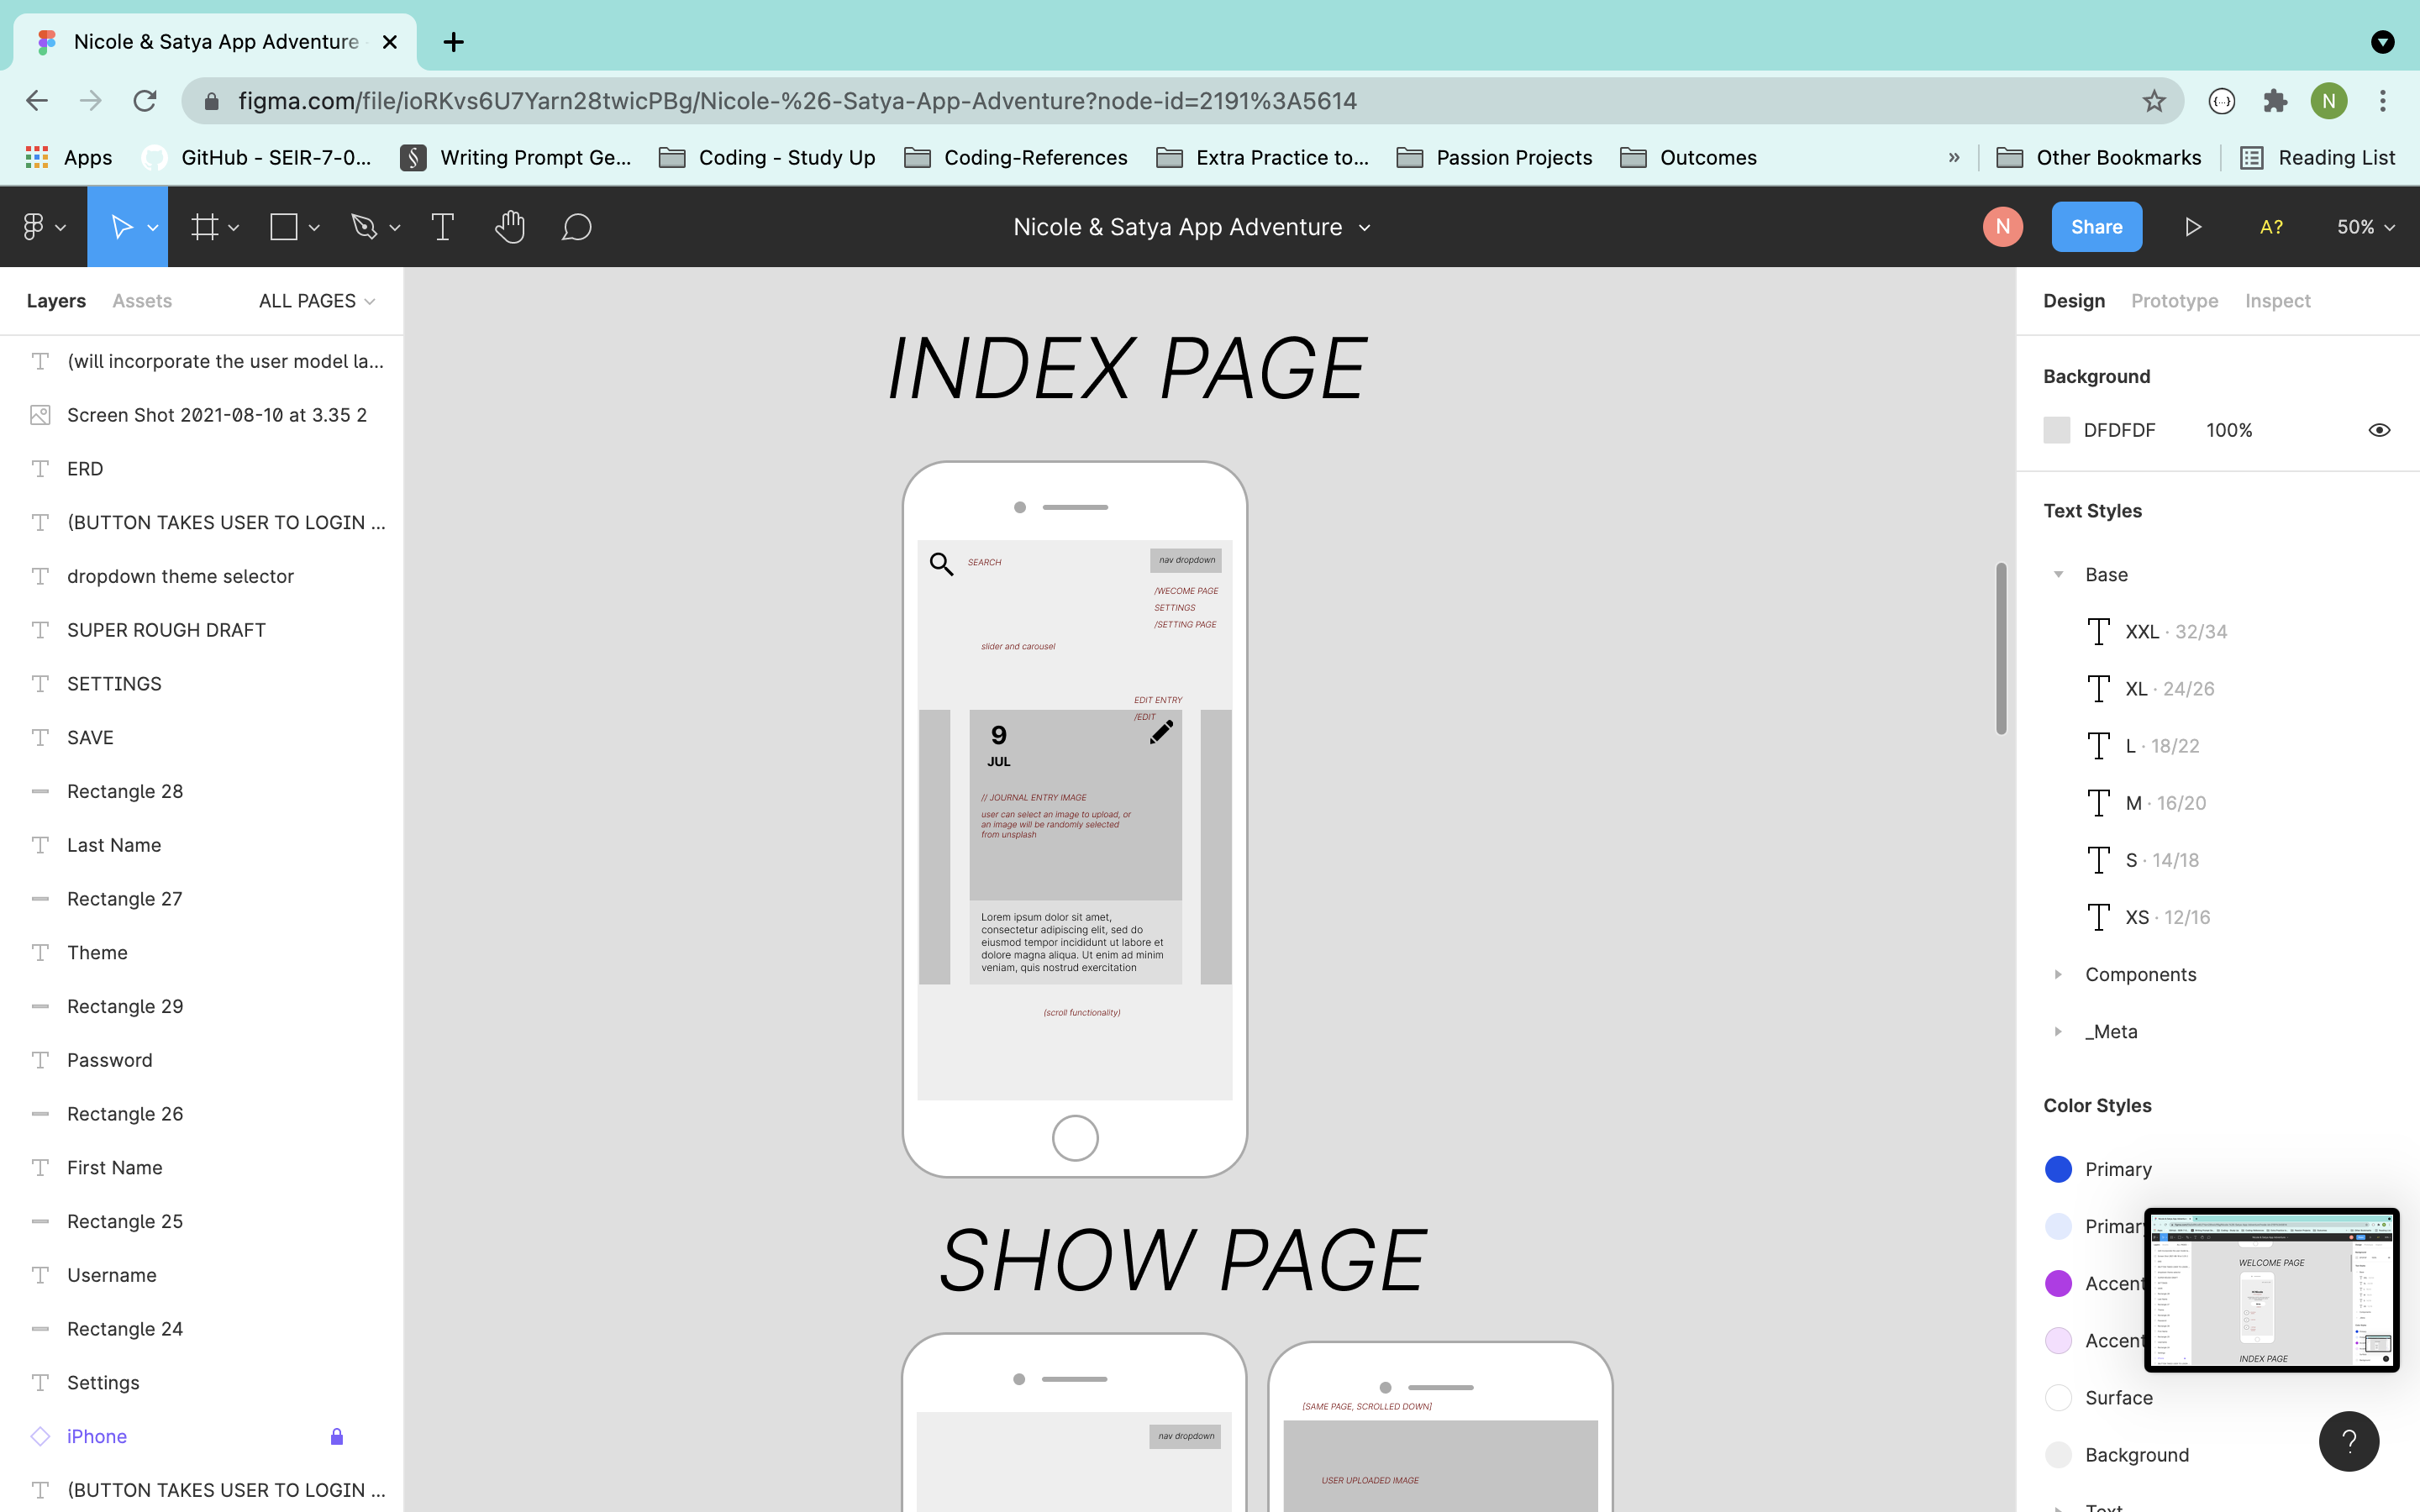 Nicole & Satya App Adventure
figma.com/file/ioRKvs6U7Yarn28twicPBg/Nicole-%26-Satya-App-Adventure?node-id=2191%3A5614
N
Apps
GitHub - SEIR-7-0...
Writing Prompt Ge...
Coding - Study Up
Coding-References
Extra Practice to...
Passion Projects
Outcomes
»
Other Bookmarks
Reading List
Nicole & Satya App Adventure
N
Share
A?
50%
Layers
Assets
ALL PAGES
(will incorporate the user model la...
Screen Shot 2021-08-10 at 3.35 2
ERD
(BUTTON TAKES USER TO LOGIN ...
dropdown theme selector
SUPER ROUGH DRAFT
SETTINGS
SAVE
Rectangle 28
Last Name
Rectangle 27
Theme
Rectangle 29
Password
Rectangle 26
First Name
Rectangle 25
Username
Rectangle 24
Settings
iPhone
(BUTTON TAKES USER TO LOGIN ...
INDEX PAGE
SEARCH
nav dropdown
/WECOME PAGE
SETTINGS
/SETTING PAGE
slider and carousel
EDIT ENTRY
/EDIT
9
JUL
// JOURNAL ENTRY IMAGE
user can select an image to upload, or
an image will be randomly selected
from unsplash
Lorem ipsum dolor sit amet,
consectetur adipiscing elit, sed do
eiusmod tempor incididunt ut labore et
dolore magna aliqua. Ut enim ad minim
veniam, quis nostrud exercitation
(scroll functionality)
SHOW PAGE
nav dropdown
[SAME PAGE, SCROLLED DOWN]
USER UPLOADED IMAGE
Design
Prototype
Inspect
Background
DFDFDF
100%
Text Styles
Base
XXL · 32/34
XL · 24/26
L · 18/22
M · 16/20
S · 14/18
XS · 12/16
Components
_Meta
Color Styles
Primary
Primar
Accent
Accent
Surface
Background
Text
WELCOME PAGE
INDEX PAGE
?